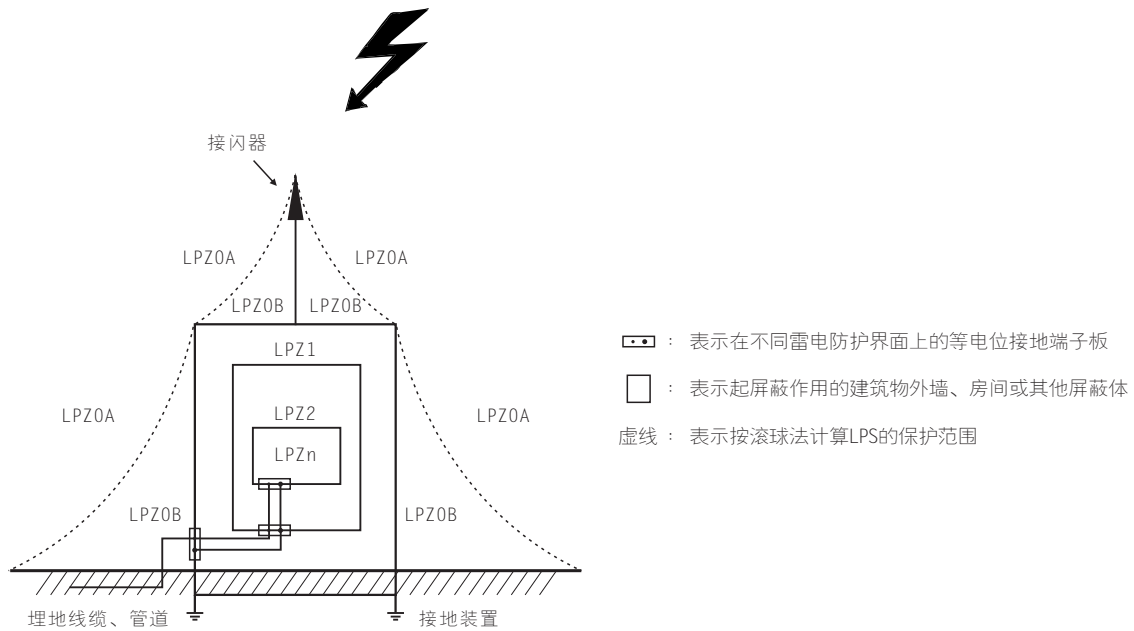 接闪器
LPZ0A
LPZ0A
LPZ0B
LPZ0B
LPZ1
LPZ0A
LPZ2
LPZ0A
LPZn
LPZ0B
LPZ0B
埋地线缆、管道
接地装置
： 表示在不同雷电防护界面上的等电位接地端子板
： 表示起屏蔽作用的建筑物外墙、房间或其他屏蔽体
虚线 ： 表示按滚球法计算LPS的保护范围